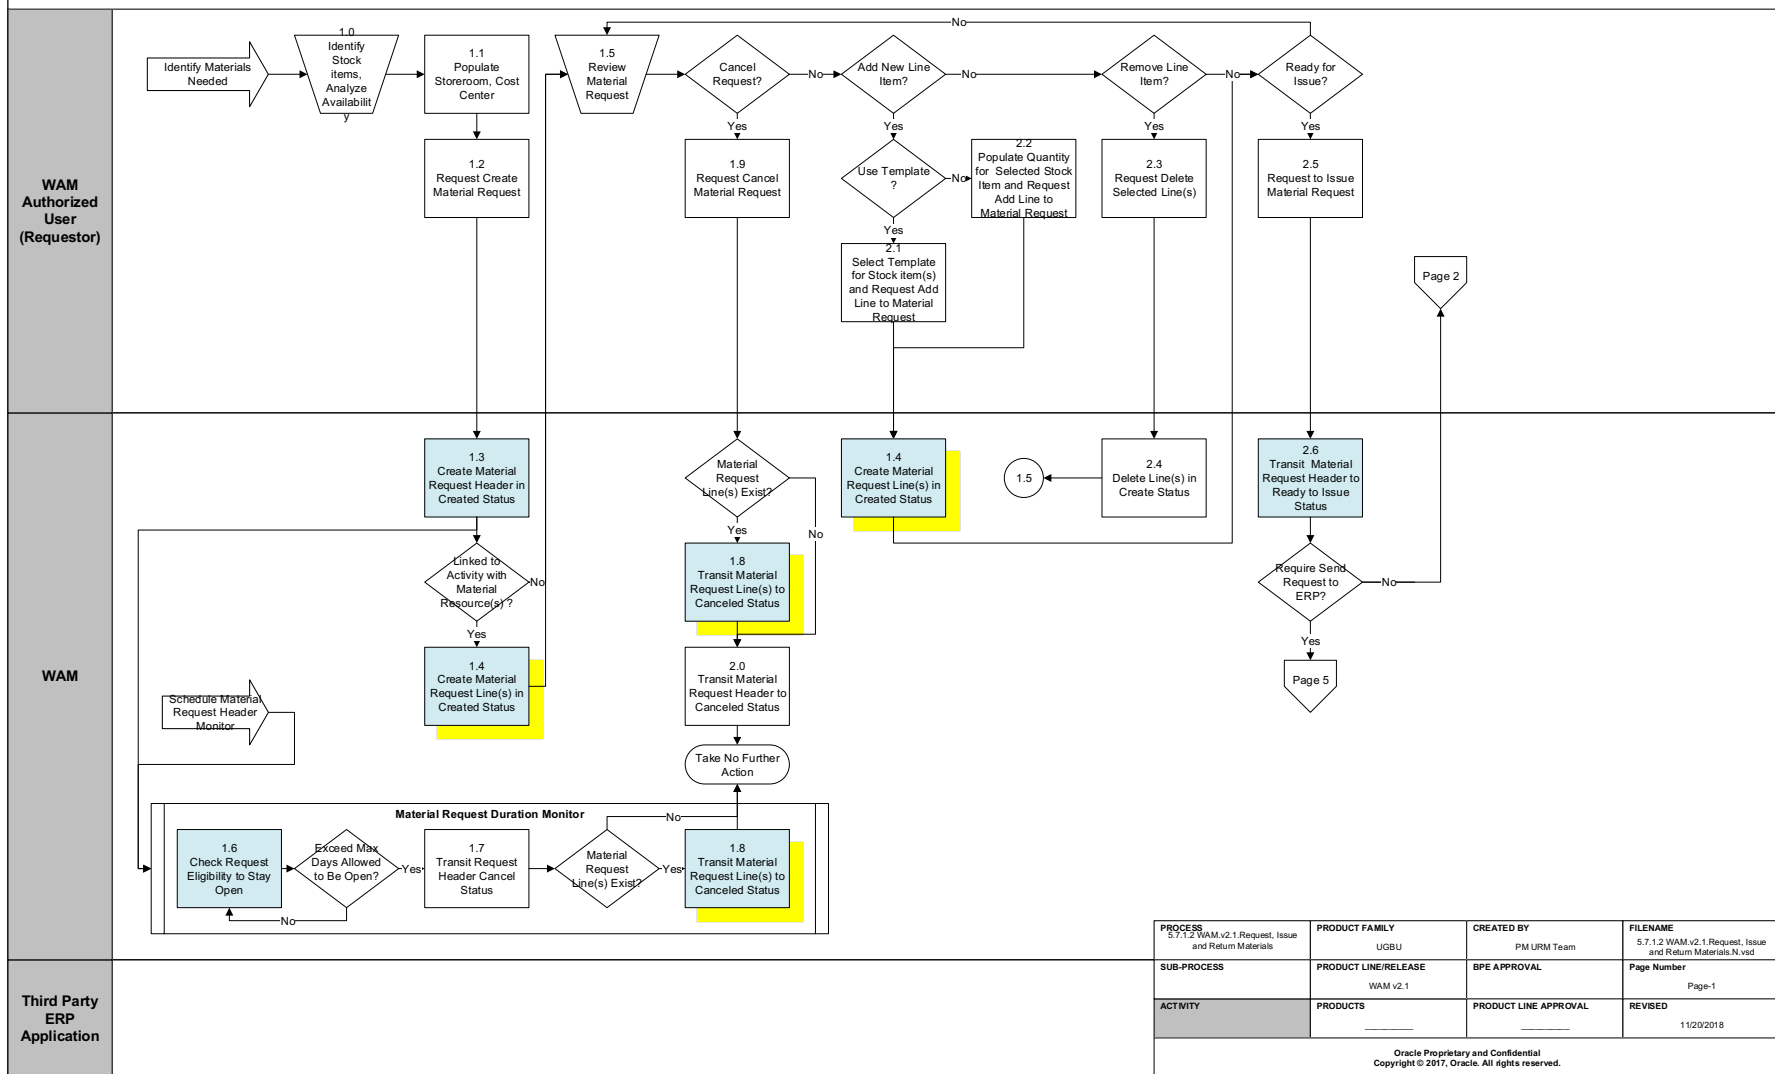 WAM
Authorized
User
(Requestor)
Identify Materials
Needed
1.0
Identify
Stock
items,
Analyze
Availabilit
y
1.1
Populate
Storeroom, Cost
Center
1.2
Request Create
Material Request
1.5
Review
Material
Request
Cancel
Request?
No
Yes
1.9
Request Cancel
Material Request
Add New Line
Item?
No
Yes
Use Template
?
No
Yes
2.1
Select Template
for Stock item(s)
and Request Add
Line to Material
Request
2.2
Populate Quantity
for Selected Stock
Item and Request
Add Line to
Material Request
Remove Line
Item?
No
Yes
2.3
Request Delete
Selected Line(s)
No
Ready for
Issue?
Yes
2.5
Request to Issue
Material Request
Page 2
WAM
1.3
Create Material
Request Header in
Created Status
Linked to
Activity with
Material
Resource(s) ?
No
Yes
1.4
Create Material
Request Line(s) in
Created Status
Material
Request
Line(s) Exist?
Yes
No
1.8
Transit Material
Request Line(s) to
Canceled Status
2.0
Transit Material
Request Header to
Canceled Status
Take No Further
Action
1.4
Create Material
Request Line(s) in
Created Status
1.5
2.4
Delete Line(s) in
Create Status
2.6
Transit Material
Request Header to
Ready to Issue
Status
Require Send
Request to
ERP?
No
Yes
Page 5
Schedule Material
Request Header
Monitor
Material Request Duration Monitor
1.6
Check Request
Eligibility to Stay
Open
Exceed Max
Days Allowed
to Be Open?
Yes
No
1.7
Transit Request
Header Cancel
Status
Material
Request
Line(s) Exist?
No
Yes
1.8
Transit Material
Request Line(s) to
Canceled Status
Third Party
ERP
Application
PROCESS
5.7.1.2 WAM.v2.1.Request, Issue
and Return Materials
PRODUCT FAMILY
UGBU
CREATED BY
PM URM Team
FILENAME
5.7.1.2 WAM.v2.1.Request, Issue
and Return Materials.N.vsd
SUB-PROCESS
PRODUCT LINE/RELEASE
WAM v2.1
BPE APPROVAL
Page Number
Page-1
ACTIVITY
PRODUCTS
__________
PRODUCT LINE APPROVAL
__________
REVISED
11/20/2018
Oracle Proprietary and Confidential
Copyright © 2017, Oracle. All rights reserved.